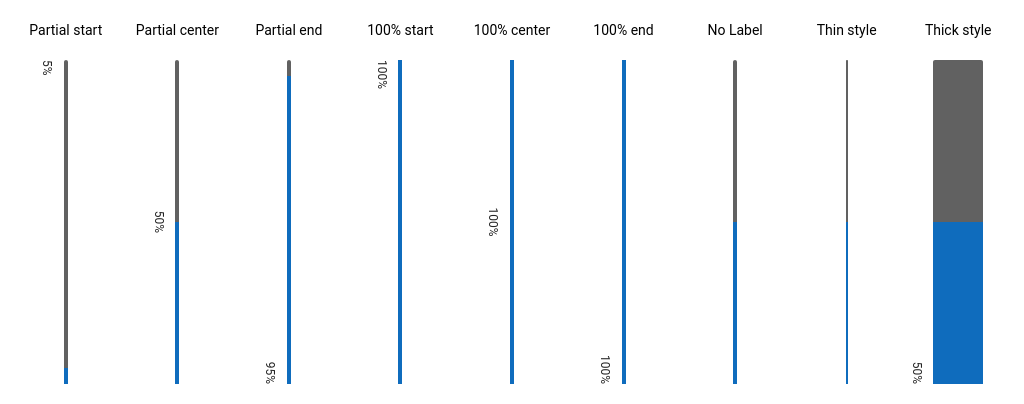 Partial start
Partial center
Partial end
100% start
100% center
100% end
No Label
Thin style
Thick style
5%
50%
95%
100%
100%
100%
50%